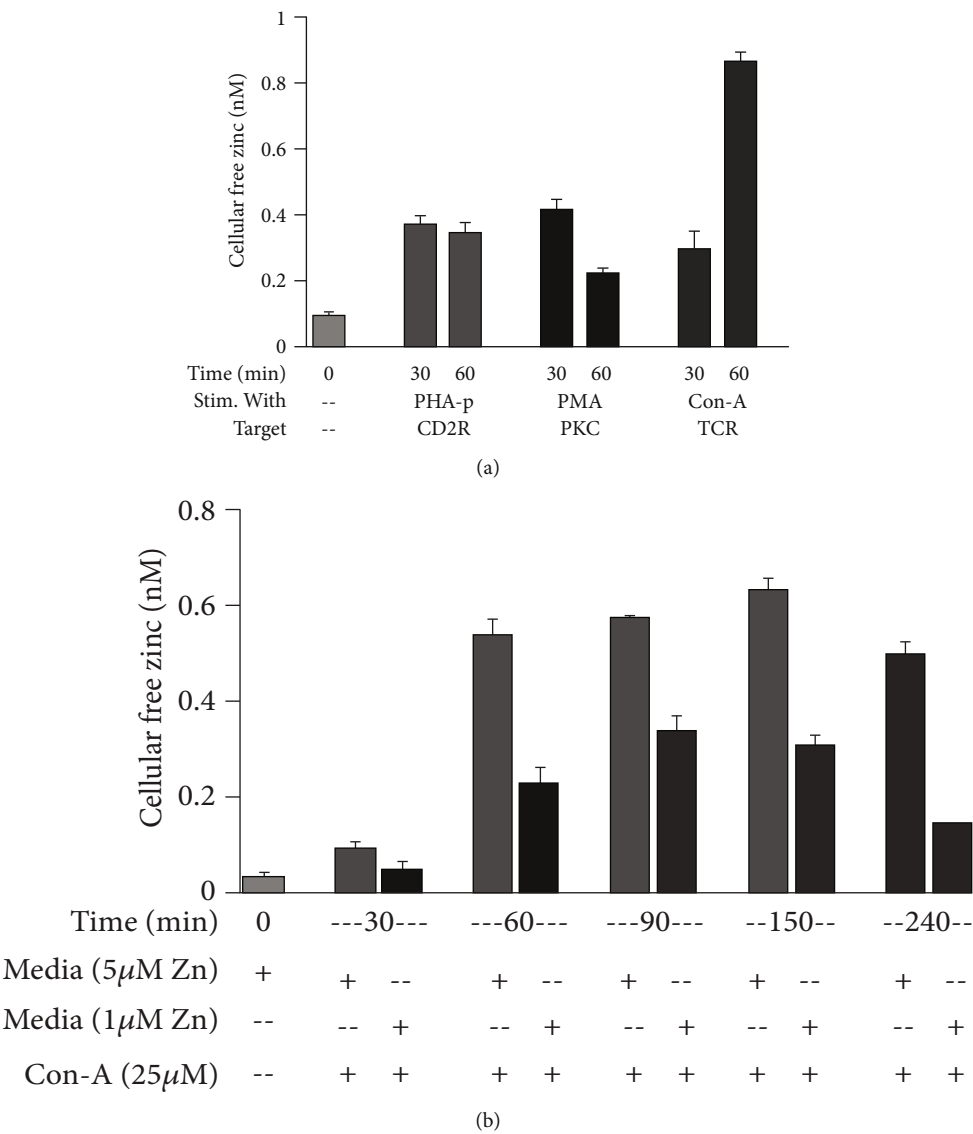 1
0.8
0.6
0.4
0.2
0
Cellular free zinc (nM)
Time (min) 0 30 60 30 60 30 60
Stim. With -- PHA-p PMA Con-A
Target -- CD2R PKC TCR
(a)
0.8
0.6
0.4
0.2
0
Cellular free zinc (nM)
Time (min) 0 ---30--- ---60--- ---90--- --150-- --240--
Media (5μM Zn) + + -- + -- + -- + -- + --
Media (1μM Zn) -- -- + -- + -- + -- + -- +
Con-A (25μM) -- + + + + + + + + + +
(b)